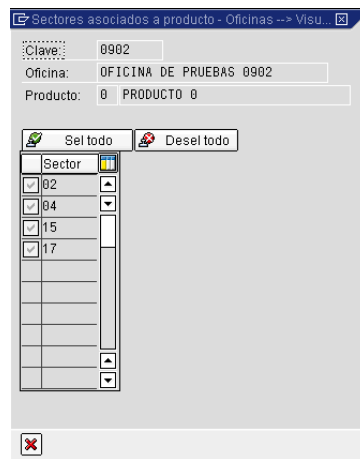 Sectores asociados a producto - Oficinas --> Visu...
Clave: 0902
Oficina: OFICINA DE PRUEBAS 0902
Producto: 0 PRODUCTO 0
Sel todo Desel todo
Sector
02
04
15
17